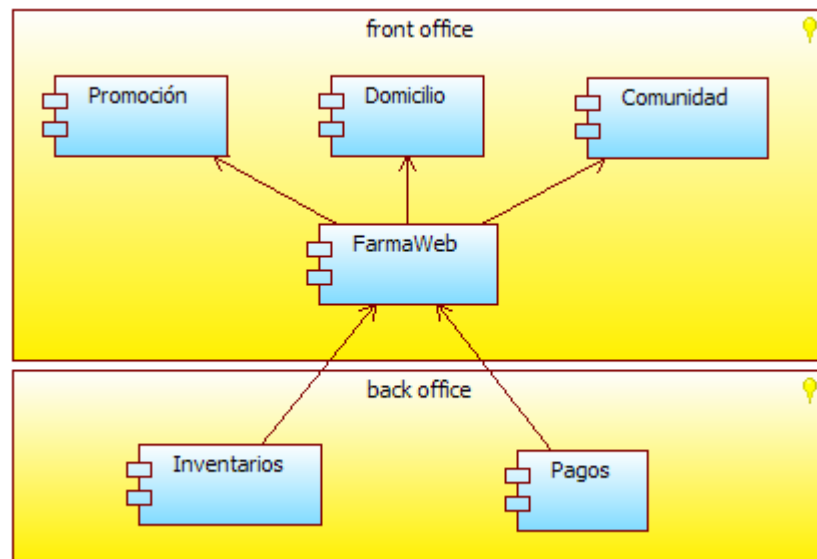 front office
Promoción
Domicilio
Comunidad
FarmaWeb
back office
Inventarios
Pagos